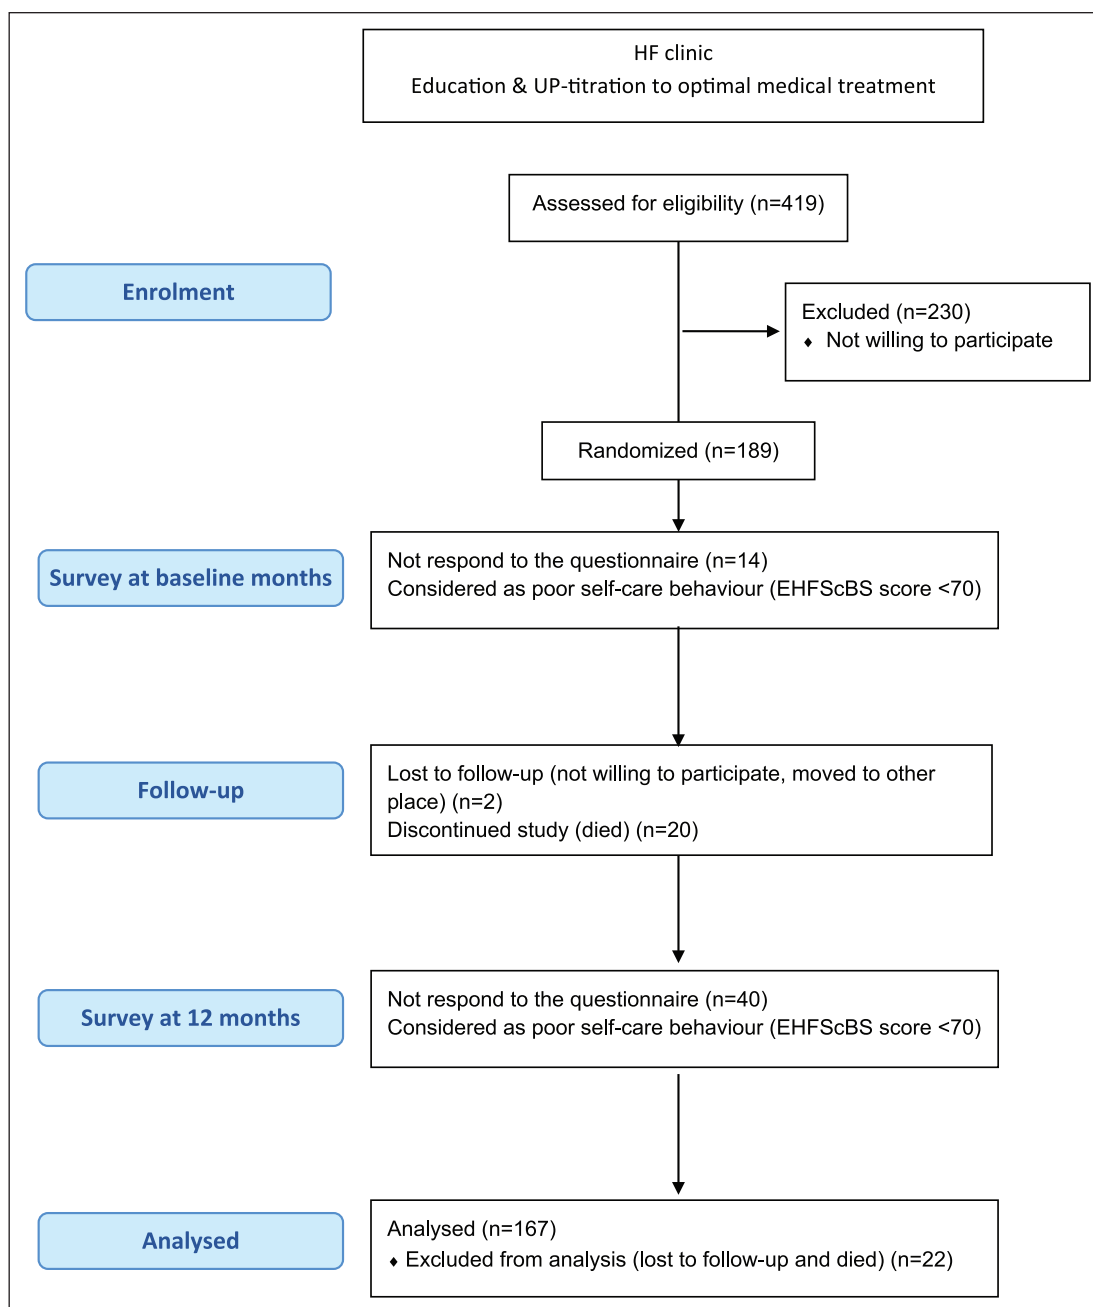 HF clinic
Education & UP-titration to optimal medical treatment
Assessed for eligibility (n=419)
Enrolment
Excluded (n=230)
♦ Not willing to participate
Randomized (n=189)
Survey at baseline months
Not respond to the questionnaire (n=14)
Considered as poor self-care behaviour (EHFScBS score <70)
Follow-up
Lost to follow-up (not willing to participate, moved to other
place) (n=2)
Discontinued study (died) (n=20)
Survey at 12 months
Not respond to the questionnaire (n=40)
Considered as poor self-care behaviour (EHFScBS score <70)
Analysed
Analysed (n=167)
♦ Excluded from analysis (lost to follow-up and died) (n=22)